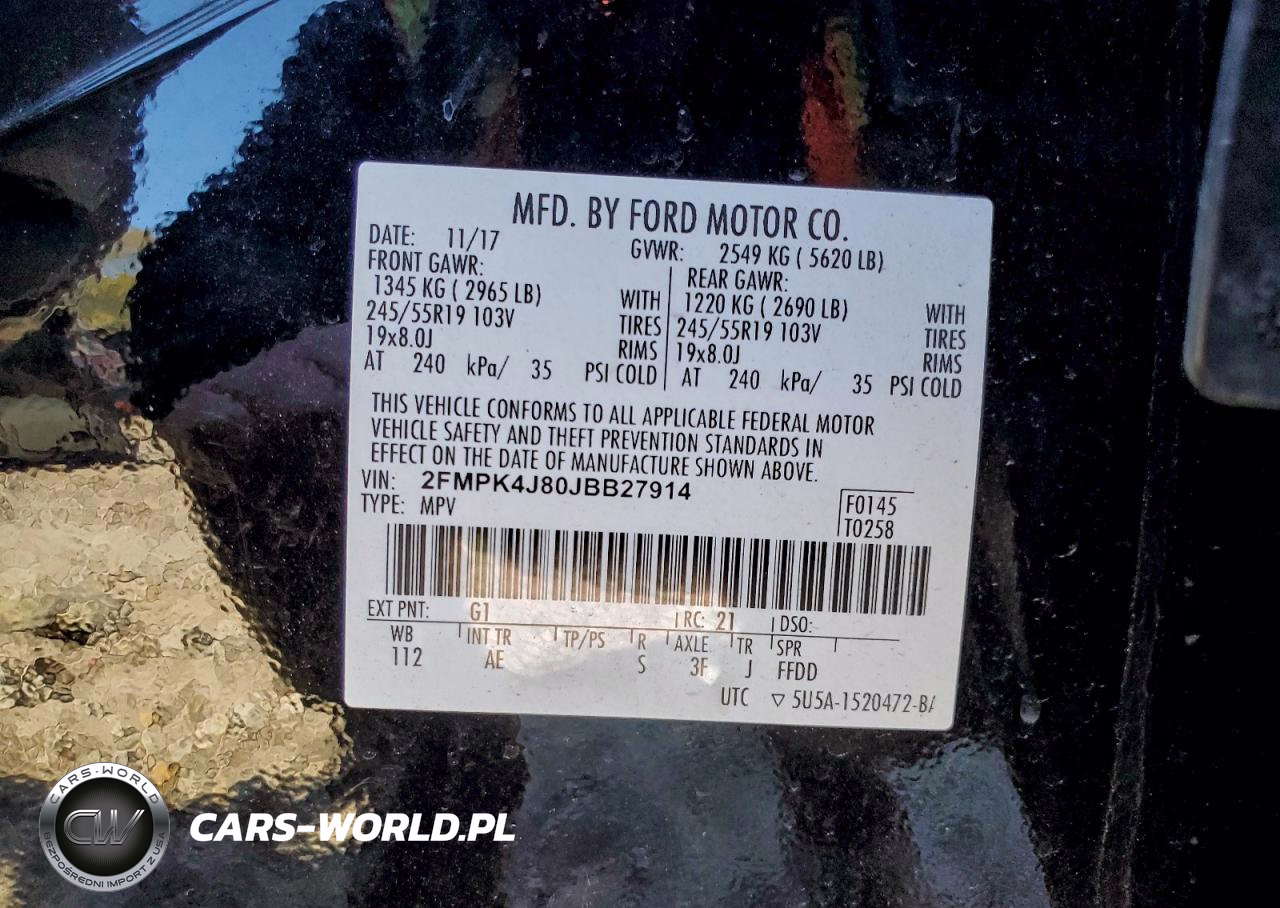 MFD. BY FORD MOTOR CO.
DATE: 11/17 GVWR: 2549 KG ( 5620 LB)
FRONT GAWR: REAR GAWR:
1345 KG ( 2965 LB) WITH 1220 KG ( 2690 LB) WITH
245/55R19 103V TIRES 245/55R19 103V TIRES
19x8.0J RIMS 19x8.0J RIMS
AT 240 kPa/ 35 PSI COLD AT 240 kPa/ 35 PSI COLD
THIS VEHICLE CONFORMS TO ALL APPLICABLE FEDERAL MOTOR
VEHICLE SAFETY AND THEFT PREVENTION STANDARDS IN
EFFECT ON THE DATE OF MANUFACTURE SHOWN ABOVE.
VIN: 2FMPK4J80JBB27914
TYPE: MPV
F0145
T0258
EXT PNT: G1 RC: 21 DSO:
WB INT TR TP/PS R AXLE TR SPR
112 AE S 3F J FFDD
UTC ▽ 5U5A-1520472-BA
CARS-WORLD
CW
BEZPOŚREDNI IMPORT Z USA
CARS-WORLD.PL